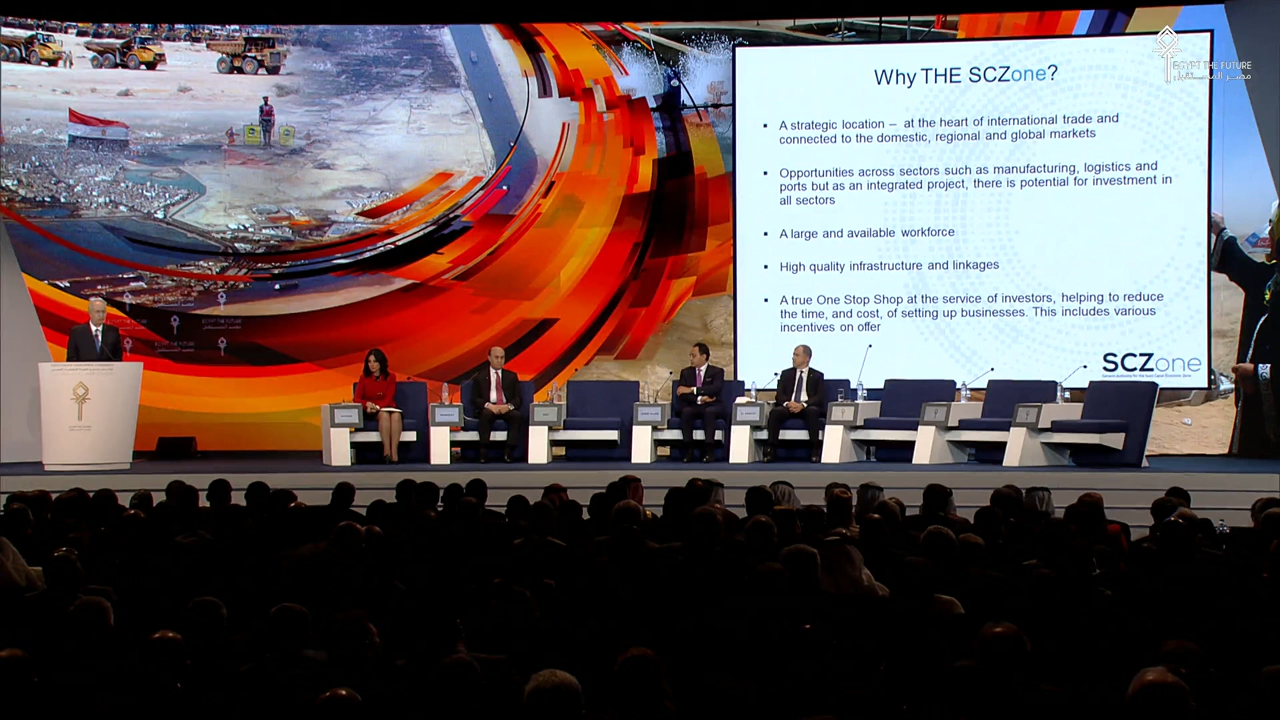 Why THE SCZone?
EGYPT THE FUTURE
مصر المستقبل
▪ A strategic location – at the heart of international trade and
connected to the domestic, regional and global markets
▪ Opportunities across sectors such as manufacturing, logistics and
ports but as an integrated project, there is potential for investment in
all sectors
▪ A large and available workforce
▪ High quality infrastructure and linkages
▪ A true One Stop Shop at the service of investors, helping to reduce
the time, and cost, of setting up businesses. This includes various
incentives on offer
SCZone